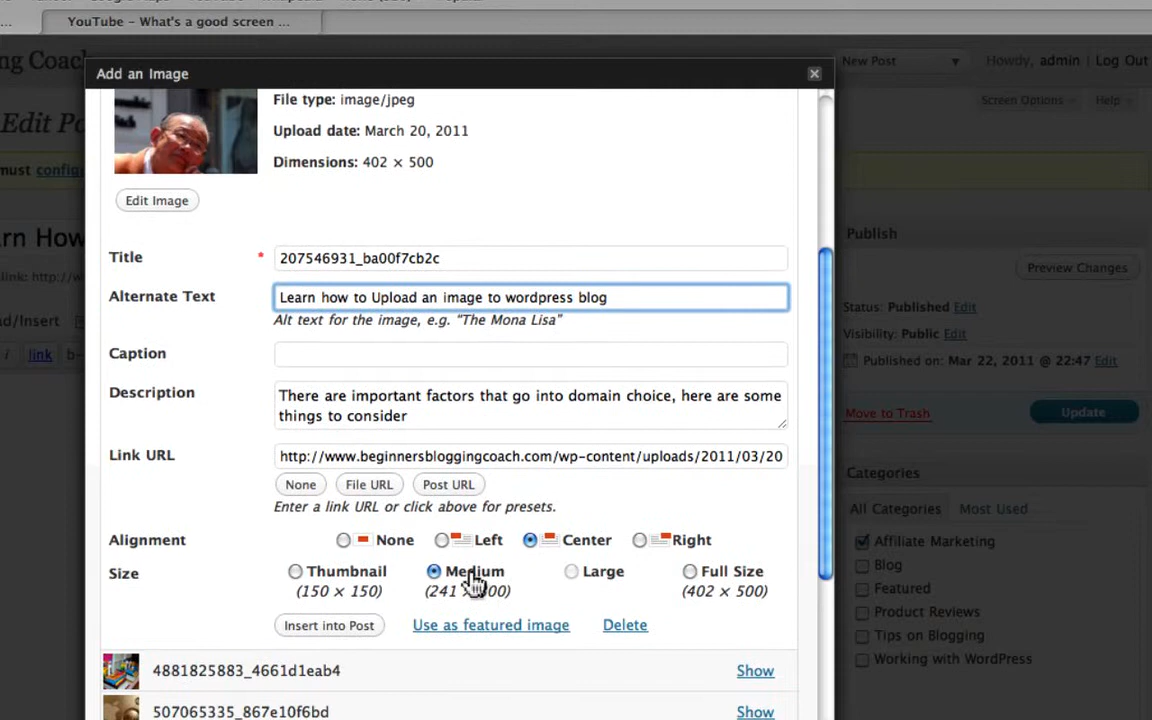 YouTube – What's a good screen ...
Add an Image
New Post
Howdy, admin | Log Out
Screen Options
Help
File type: image/jpeg
Upload date: March 20, 2011
Dimensions: 402 × 500
Edit Image
must config
Title * 207546931_ba00f7cb2c
Alternate Text Learn how to Upload an image to wordpress blog
Alt text for the image, e.g. "The Mona Lisa"
Caption
Description There are important factors that go into domain choice, here are some
things to consider
Link URL http://www.beginnersbloggingcoach.com/wp-content/uploads/2011/03/20
None File URL Post URL
Enter a link URL or click above for presets.
Alignment None Left Center Right
Size Thumbnail Medium Large Full Size
(150 × 150) (402 × 500)
Insert into Post Use as featured image Delete
4881825883_4661d1eab4 Show
507065335_867e10f6bd Show
link
Publish
Preview Changes
Status: Published Edit
Visibility: Public Edit
Published on: Mar 22, 2011 @ 22:47 Edit
Move to Trash Update
Categories
All Categories Most Used
Affiliate Marketing
Blog
Featured
Product Reviews
Tips on Blogging
Working with WordPress